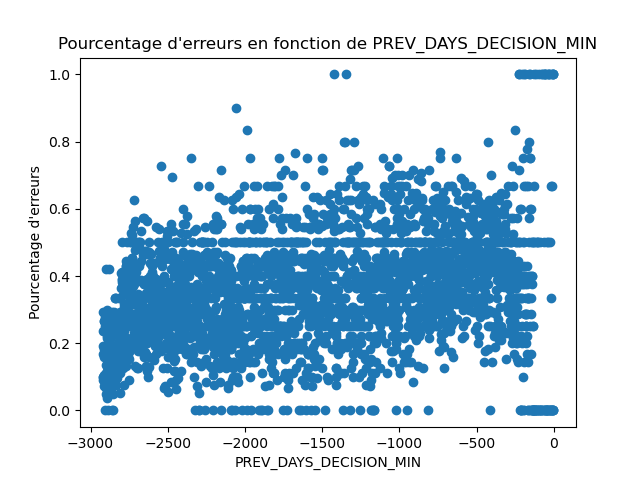 Pourcentage d'erreurs en fonction de PREV_DAYS_DECISION_MIN
1.0
0.8
0.6
0.4
0.2
0.0
Pourcentage d'erreurs
−3000 −2500 −2000 −1500 −1000 −500 0
PREV_DAYS_DECISION_MIN